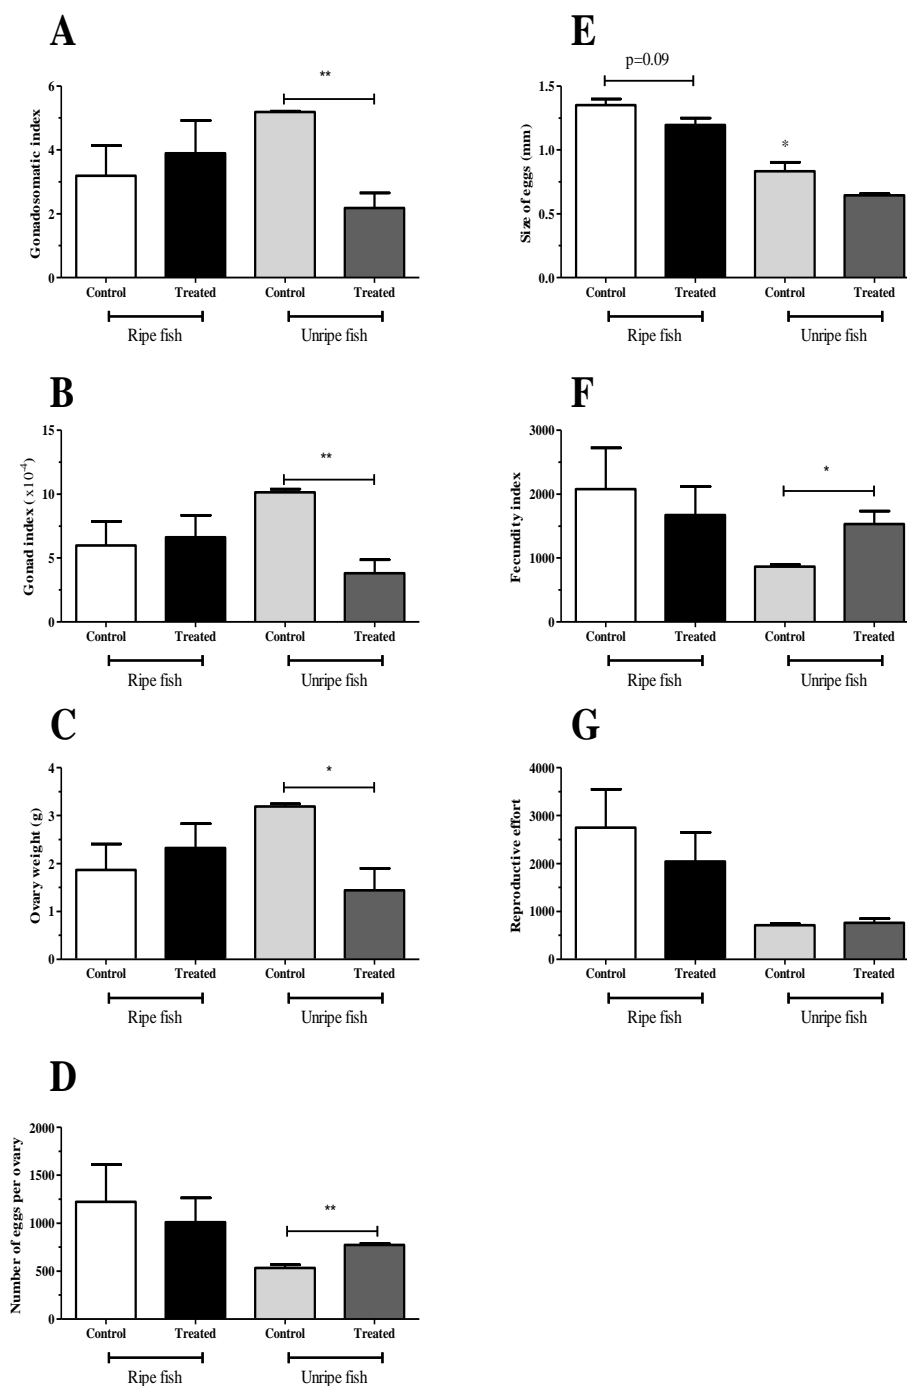 A
Gonadosomatic index
6
4
2
0
**
Control Treated Control Treated
Ripe fish Unripe fish
B
Gonad index ( x10-4)
15
10
5
0
**
Control Treated Control Treated
Ripe fish Unripe fish
C
Ovary weight (g)
4
3
2
1
0
*
Control Treated Control Treated
Ripe fish Unripe fish
D
Number of eggs per ovary
2000
1500
1000
500
0
**
Control Treated Control Treated
Ripe fish Unripe fish
E
Size of eggs (mm)
1.5
1.0
0.5
0.0
p=0.09
*
Control Treated Control Treated
Ripe fish Unripe fish
F
Fecundity index
3000
2000
1000
0
*
Control Treated Control Treated
Ripe fish Unripe fish
G
Reproductive effort
4000
3000
2000
1000
0
Control Treated Control Treated
Ripe fish Unripe fish